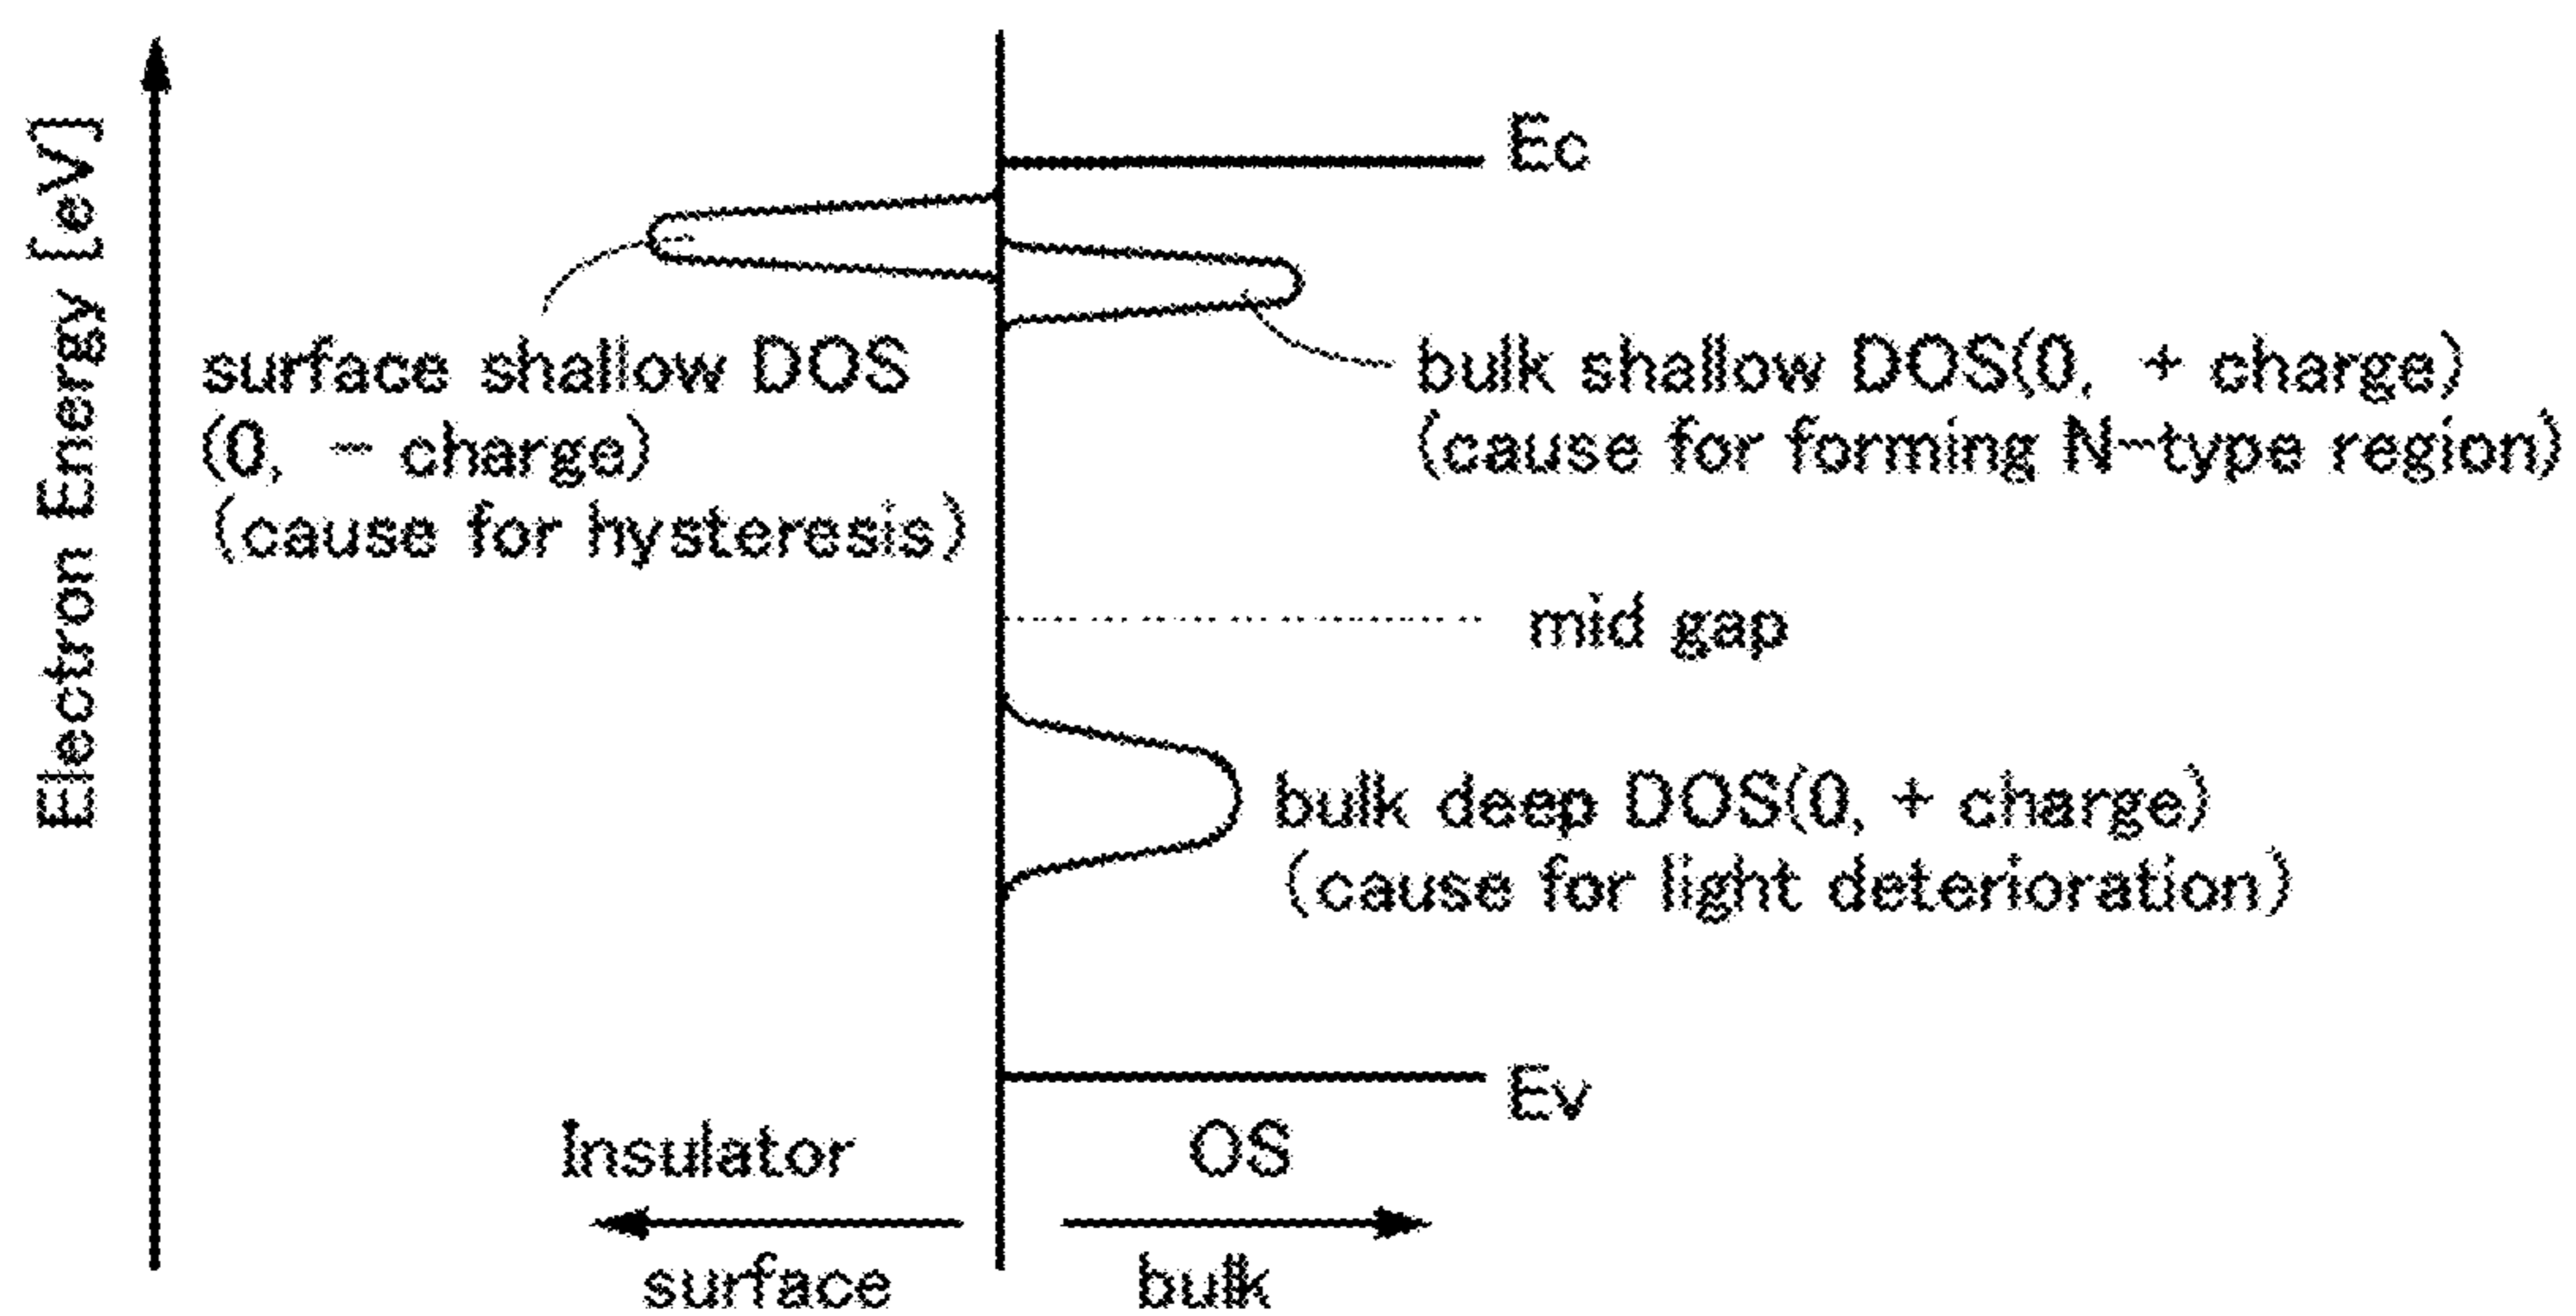 Electron Energy [eV]
Ec
surface shallow DOS
(0, - charge)
(cause for hysteresis)
bulk shallow DOS(0, + charge)
(cause for forming N-type region)
mid gap
bulk deep DOS(0, + charge)
(cause for light deterioration)
Ev
Insulator
OS
surface
bulk